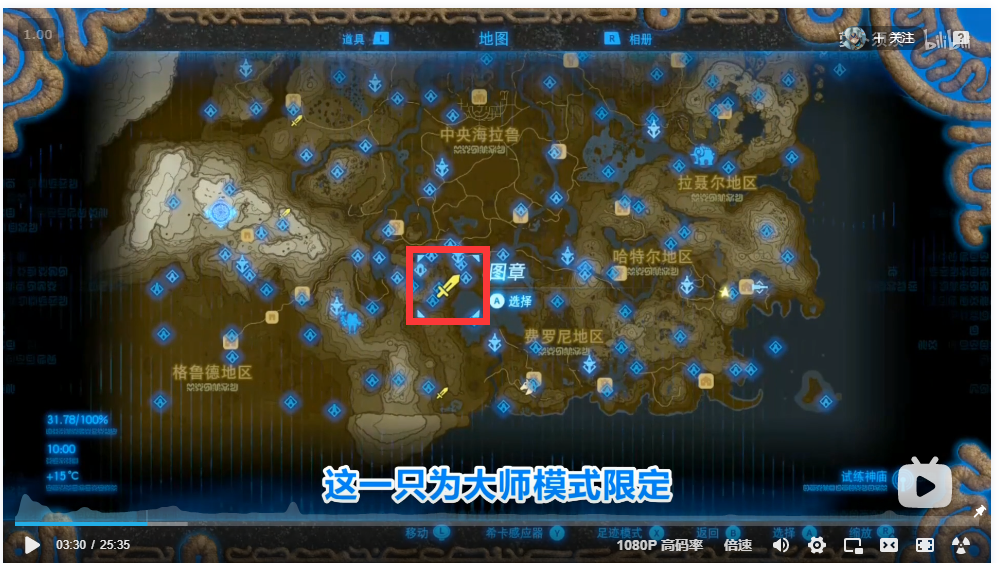 1.00
道具 L
地图
R 相册
关注
bilibili
中央海拉鲁
拉聂尔地区
哈特尔地区
图章
A 选择
费罗尼地区
格鲁德地区
31.78/100%
10:00
+15℃
这一只为大师模式限定
试练神庙
移动 L
希卡感应器 Y
足迹模式 X
返回 B
选择 A
缩放 R
03:30 / 25:35
1080P 高码率
倍速